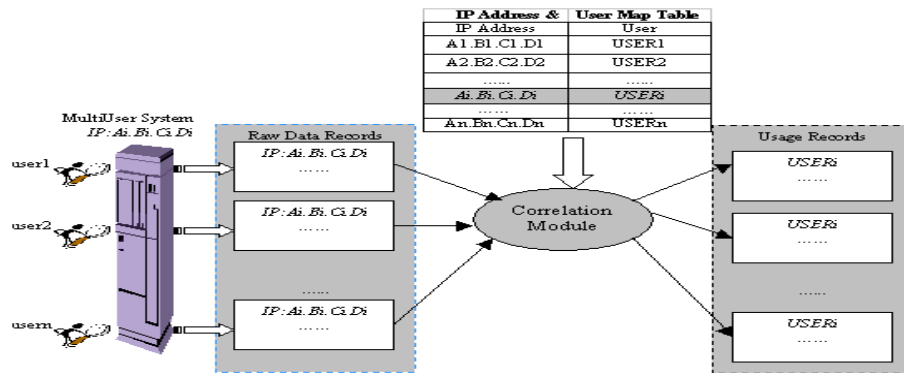 IP Address & User Map Table
IP Address User
A1.B1.C1.D1 USER1
A2.B2.C2.D2 USER2
...... ......
Ai.Bi.Ci.Di USERi
...... ......
An.Bn.Cn.Dn USERn
MultiUser System
IP:Ai.Bi.Ci.Di
user1
user2
usern
Raw Data Records
IP:Ai.Bi.Ci.Di
......
IP:Ai.Bi.Ci.Di
......
......
IP:Ai.Bi.Ci.Di
......
Correlation
Module
Usage Records
USERi
......
USERi
......
......
USERi
......